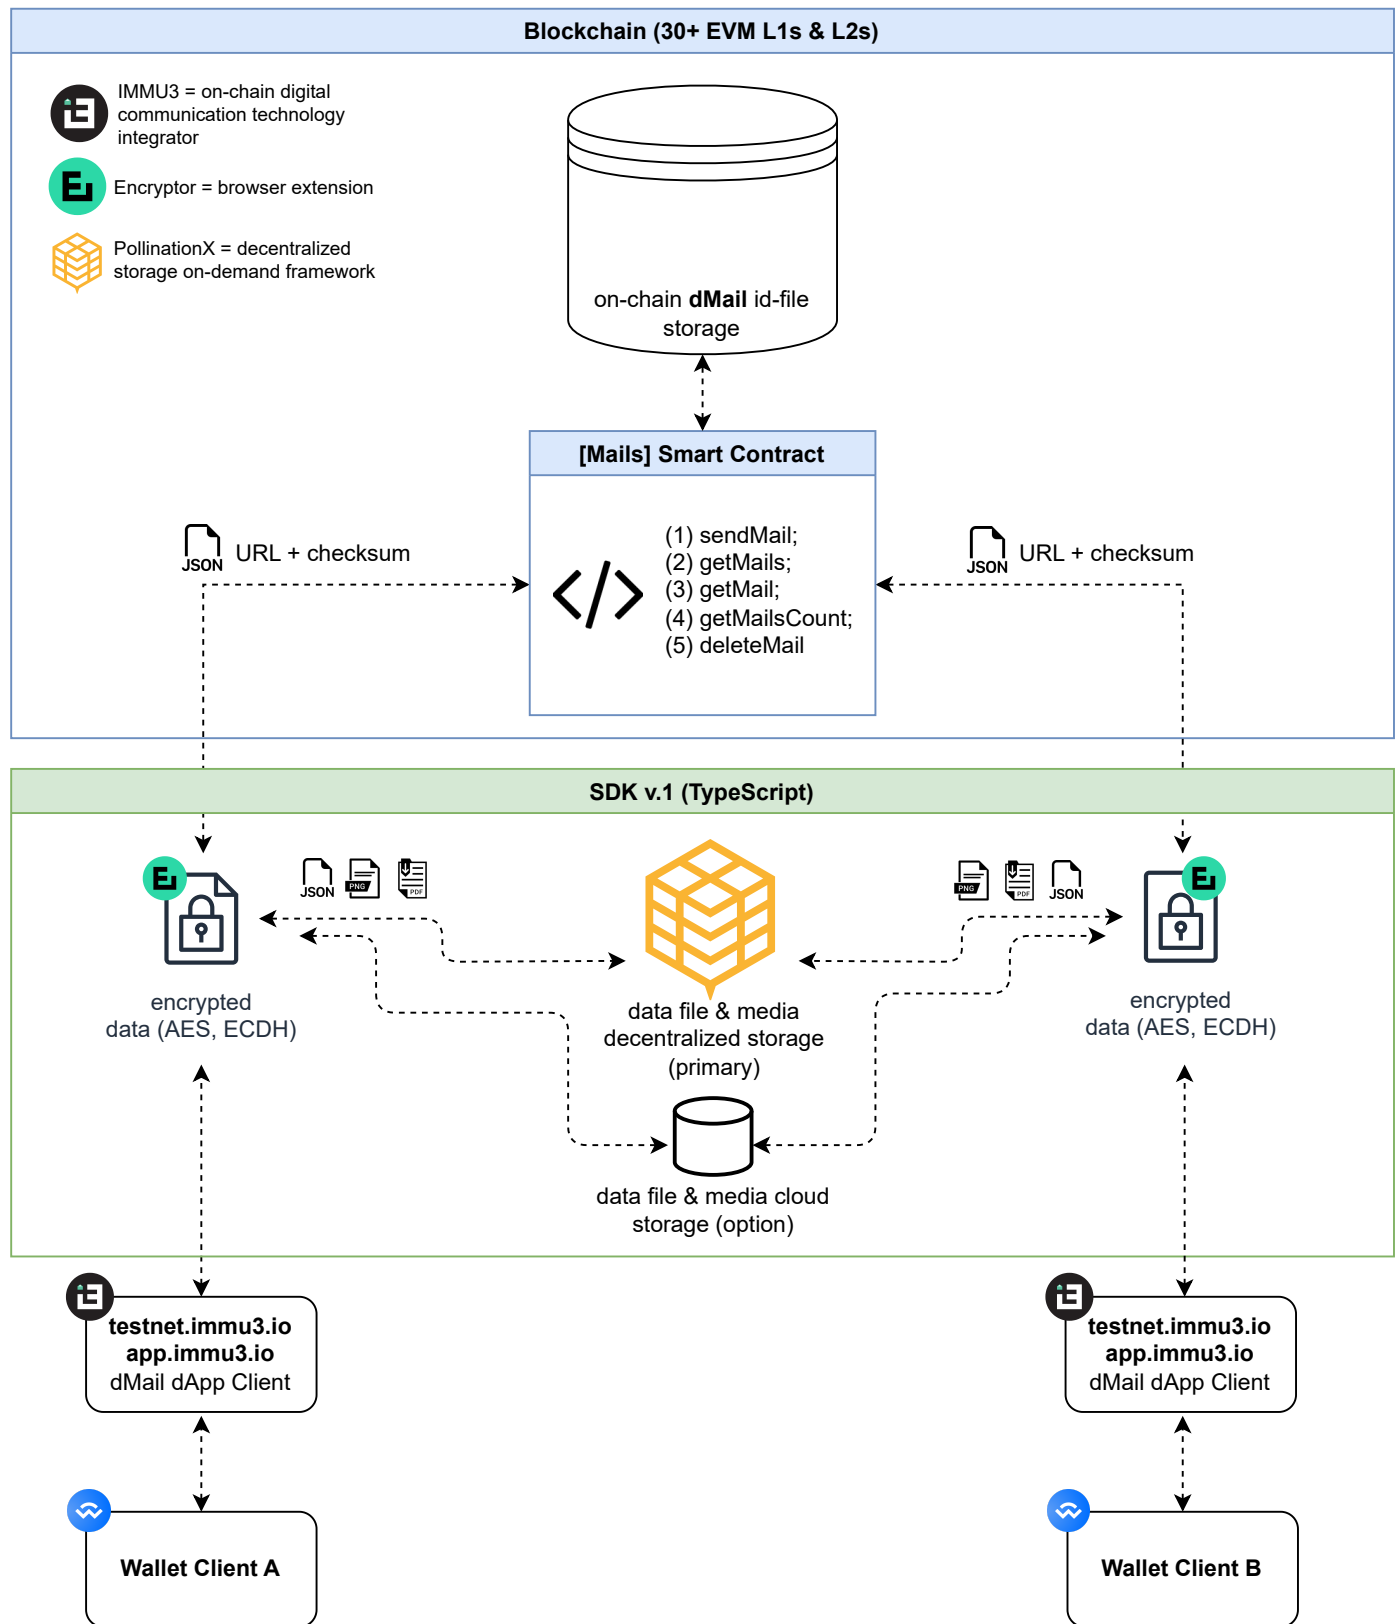 Blockchain (30+ EVM L1s & L2s)
IMMU3 = on-chain digital
communication technology
integrator
Encryptor = browser extension
PollinationX = decentralized
storage on-demand framework
on-chain dMail id-file
storage
[Mails] Smart Contract
(1) sendMail;
(2) getMails;
(3) getMail;
(4) getMailsCount;
(5) deleteMail
JSON
URL + checksum
JSON
URL + checksum
SDK v.1 (TypeScript)
JSON
PNG
PDF
PNG
PDF
JSON
encrypted
data (AES, ECDH)
data file & media
decentralized storage
(primary)
encrypted
data (AES, ECDH)
data file & media cloud
storage (option)
testnet.immu3.io
app.immu3.io
dMail dApp Client
testnet.immu3.io
app.immu3.io
dMail dApp Client
Wallet Client A
Wallet Client B